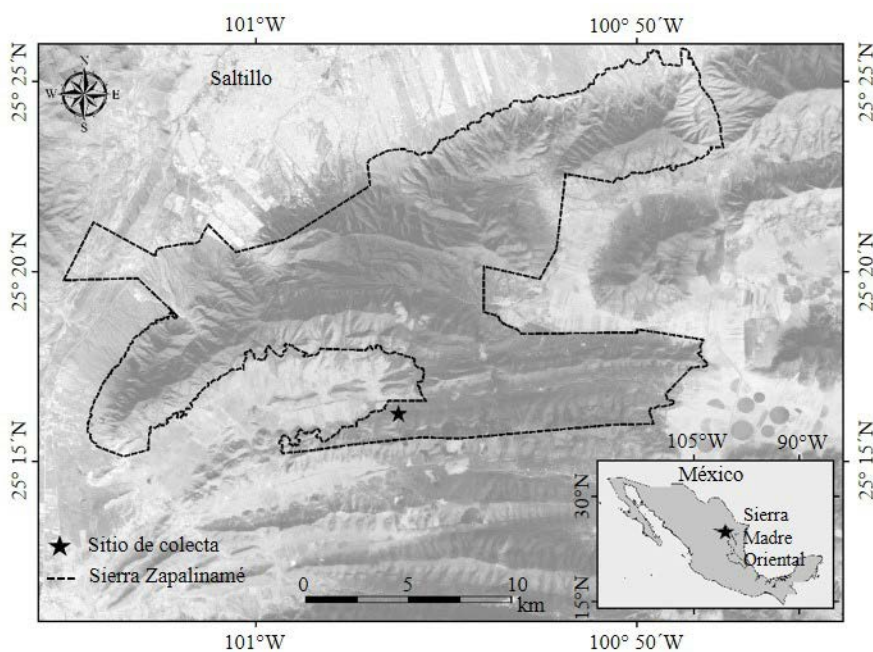 101°W
100° 50´W
25° 25´N
25° 25´N
N
W
E
S
Saltillo
25° 20´N
25° 20´N
25° 15´N
25° 15´N
105°W
90°W
México
30°N
Sierra
Madre
Oriental
15°N
Sitio de colecta
Sierra Zapalinamé
0
5
10
km
101°W
100° 50´W